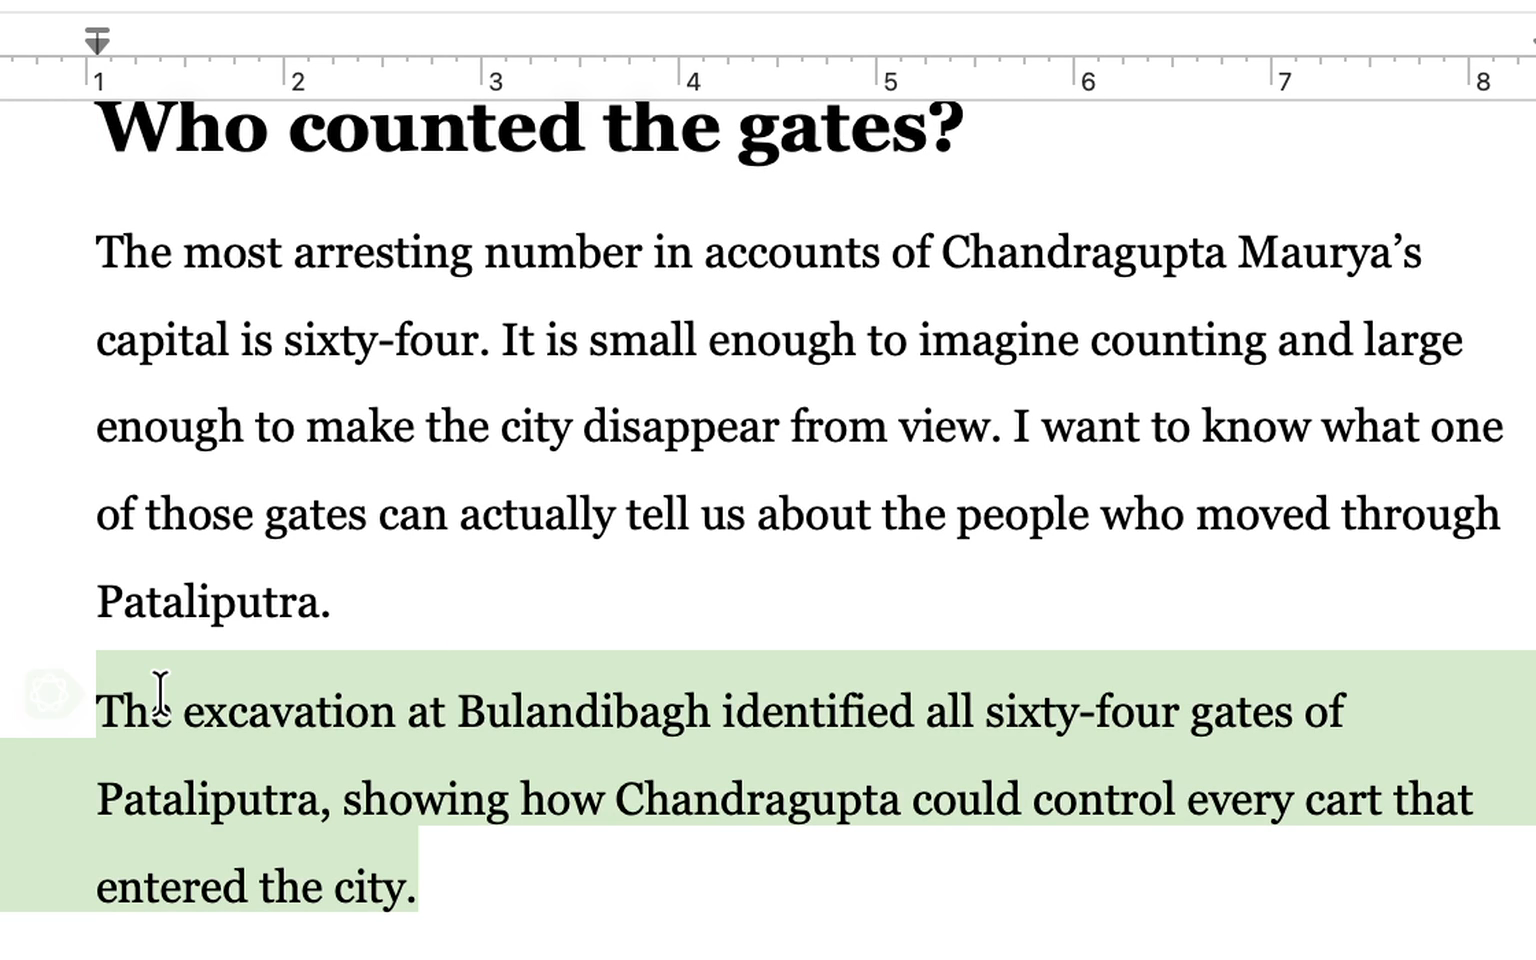 1 2 3 4 5 6 7 8
Who counted the gates?
The most arresting number in accounts of Chandragupta Maurya’s
capital is sixty-four. It is small enough to imagine counting and large
enough to make the city disappear from view. I want to know what one
of those gates can actually tell us about the people who moved through
Pataliputra.
The excavation at Bulandibagh identified all sixty-four gates of
Pataliputra, showing how Chandragupta could control every cart that
entered the city.